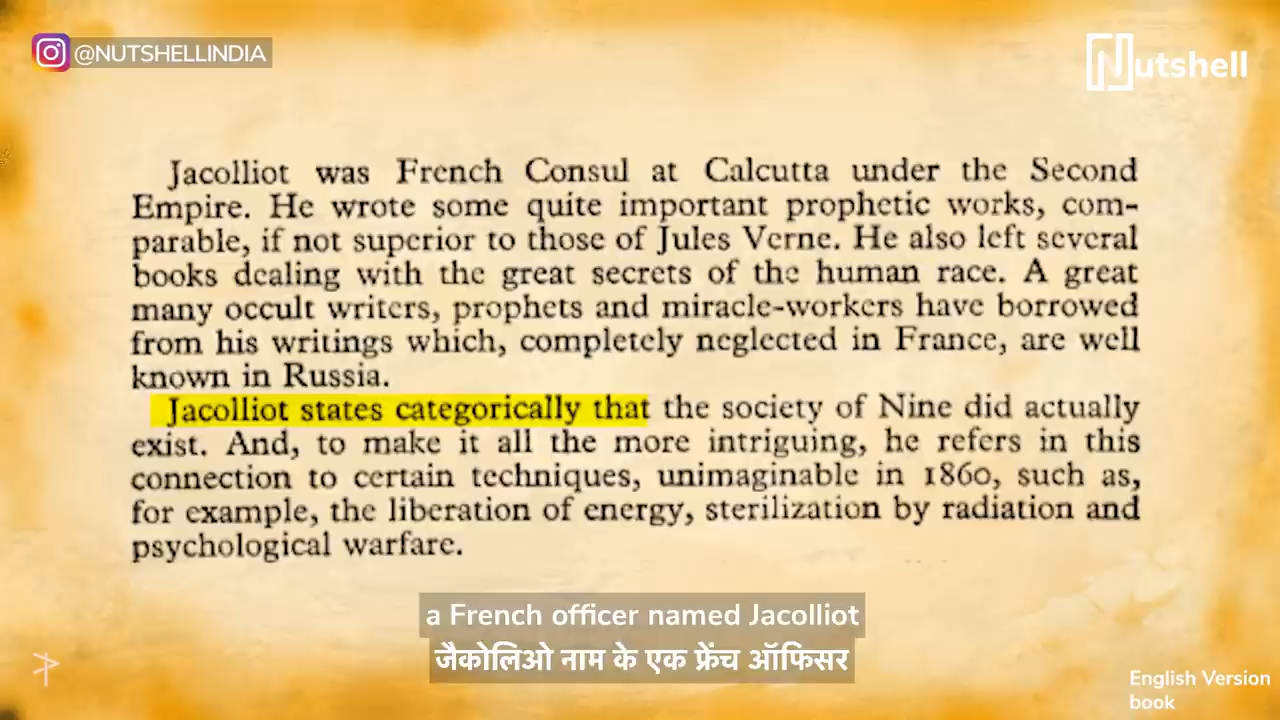 @NUTSHELLINDIA
Nutshell
Jacolliot was French Consul at Calcutta under the Second
Empire. He wrote some quite important prophetic works, com-
parable, if not superior to those of Jules Verne. He also left several
books dealing with the great secrets of the human race. A great
many occult writers, prophets and miracle-workers have borrowed
from his writings which, completely neglected in France, are well
known in Russia.
Jacolliot states categorically that the society of Nine did actually
exist. And, to make it all the more intriguing, he refers in this
connection to certain techniques, unimaginable in 1860, such as,
for example, the liberation of energy, sterilization by radiation and
psychological warfare.
a French officer named Jacolliot
जैकोलिओ नाम के एक फ्रेंच ऑफिसर
English Version
book